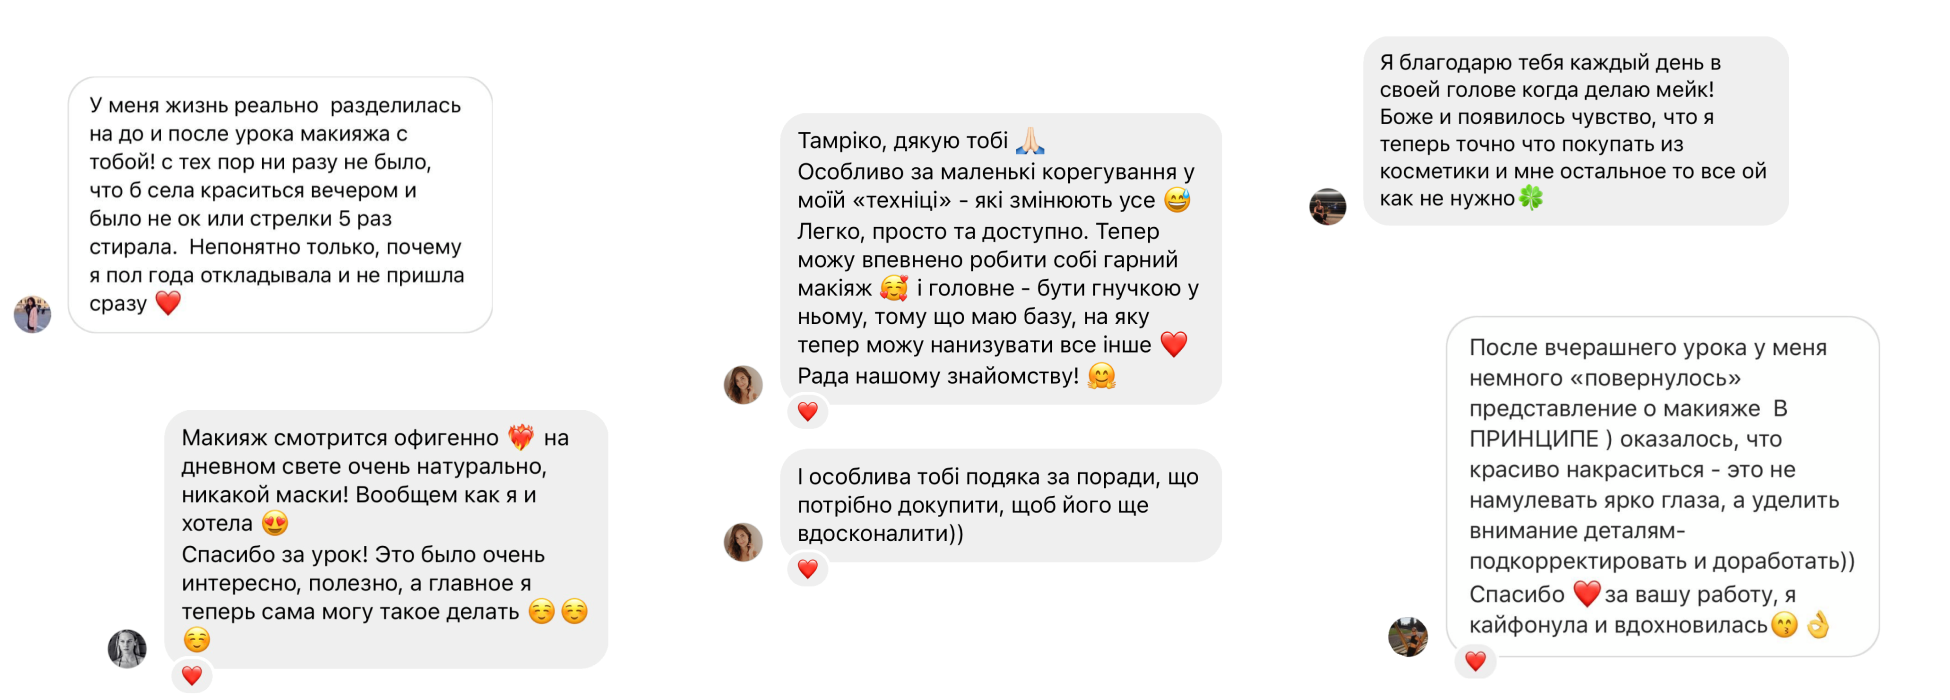 У меня жизнь реально  разделилась
на до и после урока макияжа с
тобой! с тех пор ни разу не было,
что б села краситься вечером и
было не ок или стрелки 5 раз
стирала.  Непонятно только, почему
я пол года откладывала и не пришла
сразу ❤️
Макияж смотрится офигенно ❤️‍🔥 на
дневном свете очень натурально,
никакой маски! Вообщем как я и
хотела 😍
Спасибо за урок! Это было очень
интересно, полезно, а главное я
теперь сама могу такое делать ☺️ ☺️
☺️
❤️
Тамріко, дякую тобі 🙏🏻
Особливо за маленькі корегування у
моїй «техніці» - які змінюють усе 😅
Легко, просто та доступно. Тепер
можу впевнено робити собі гарний
макіяж 🥰 і головне - бути гнучкою у
ньому, тому що маю базу, на яку
тепер можу нанизувати все інше ❤️
Рада нашому знайомству! 🤗
❤️
І особлива тобі подяка за поради, що
потрібно докупити, щоб його ще
вдосконалити))
❤️
Я благодарю тебя каждый день в
своей голове когда делаю мейк!
Боже и появилось чувство, что я
теперь точно что покупать из
косметики и мне остальное то все ой
как не нужно🍀
После вчерашнего урока у меня
немного «повернулось»
представление о макияже  В
ПРИНЦИПЕ ) оказалось, что
красиво накраситься - это не
намулевать ярко глаза, а уделить
внимание деталям-
подкорректировать и доработать))
Спасибо ❤️за вашу работу, я
кайфонула и вдохновилась😙 👌
❤️